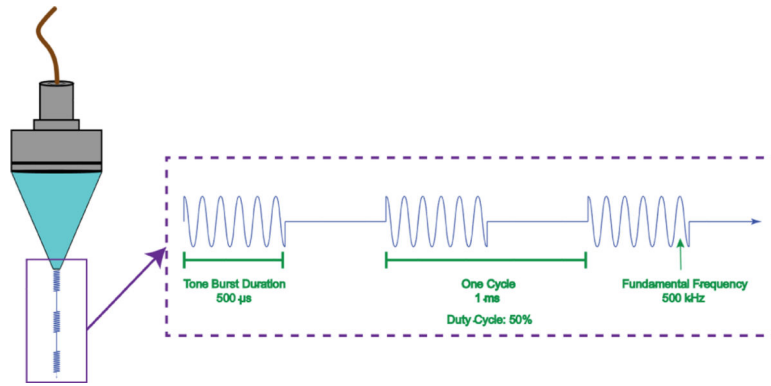 Tone Burst Duration
500 µs
One Cycle
1 ms
Duty Cycle: 50%
Fundamental Frequency
500 kHz